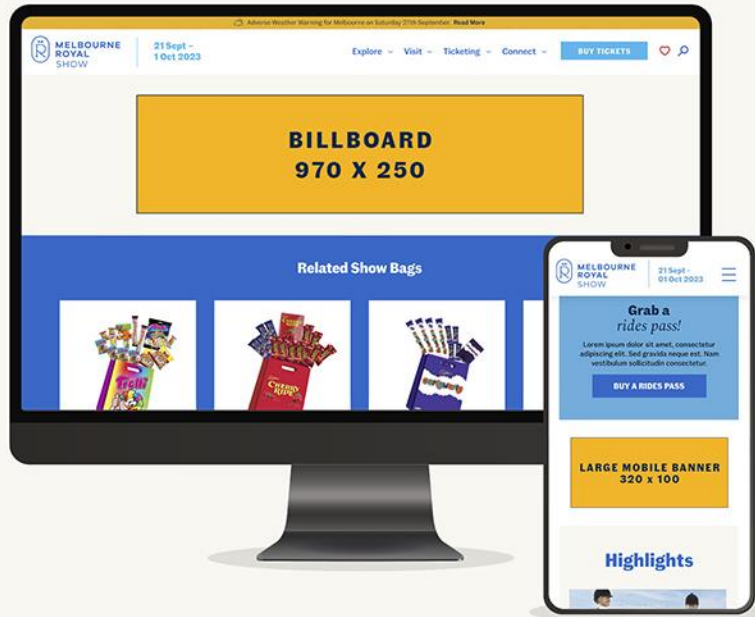 Adverse Weather Warning for Melbourne on Saturday 27th September. Read More
MELBOURNE
ROYAL
SHOW
21 Sept –
1 Oct 2023
Explore
Visit
Ticketing
Connect
BUY TICKETS
BILLBOARD
970 X 250
Related Show Bags
Trolli
CHERRY
RIPE
MELBOURNE
ROYAL
SHOW
21 Sept -
01 Oct 2023
Grab a
rides pass!
Lorem ipsum dolor sit amet, consectetur
adipiscing elit. Sed gravida neque est. Nam
vestibulum sollicitudin consectetur.
BUY A RIDES PASS
LARGE MOBILE BANNER
320 x 100
Highlights